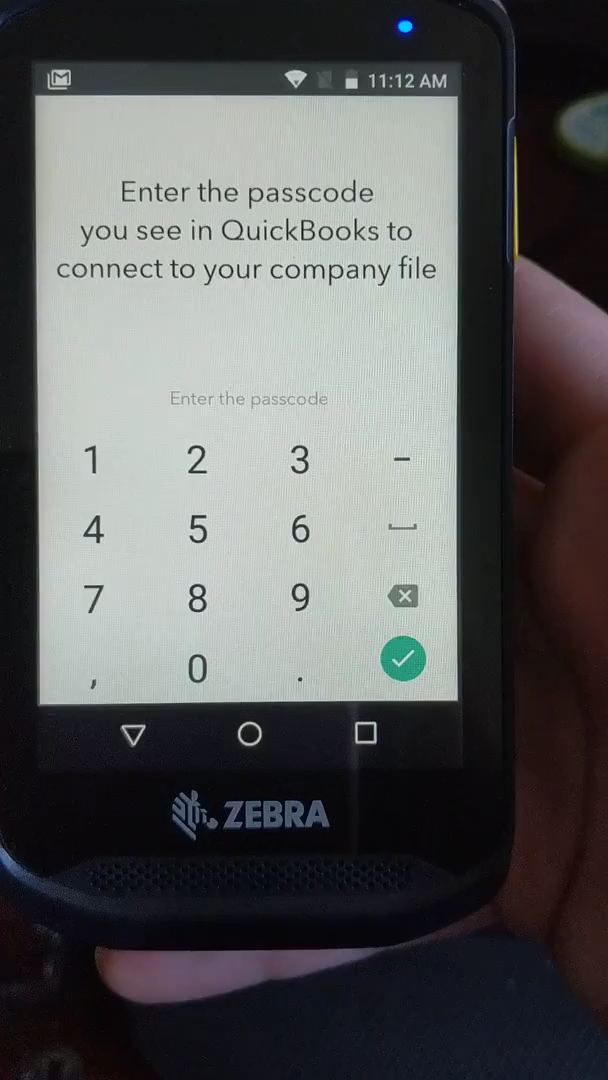 11:12 AM
Enter the passcode
you see in QuickBooks to
connect to your company file
Enter the passcode
1 2 3 -
4 5 6
7 8 9
, 0 .
ZEBRA